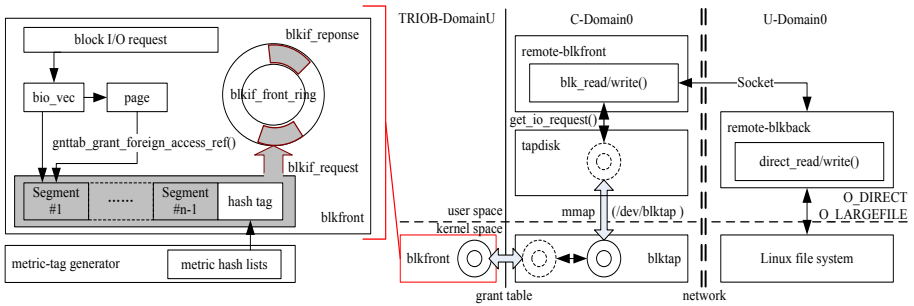 block I/O request
blkif_reponse
bio_vec
page
blkif_front_ring
gnttab_grant_foreign_access_ref()
blkif_request
Segment
#1
......
Segment
#n-1
hash tag
blkfront
metric-tag generator
metric hash lists
TRIOB-DomainU
C-Domain0
U-Domain0
remote-blkfront
blk_read/write()
Socket
get_io_request()
tapdisk
remote-blkback
direct_read/write()
mmap
(/dev/blktap )
O_DIRECT
O_LARGEFILE
user space
kernel space
blkfront
blktap
Linux file system
grant table
network